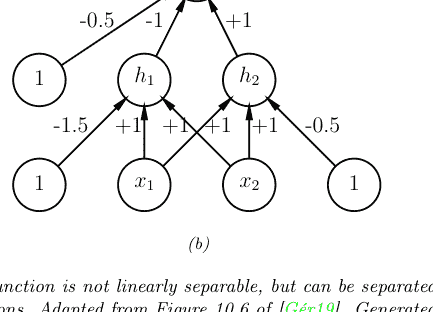 -0.5 -1 +1
1 h1 h2
-1.5 +1 +1 +1 +1 -0.5
1 x1 x2 1
(b)
unction is not linearly separable, but can be separated
ons. Adapted from Figure 10.6 of [Gér19]. Generated